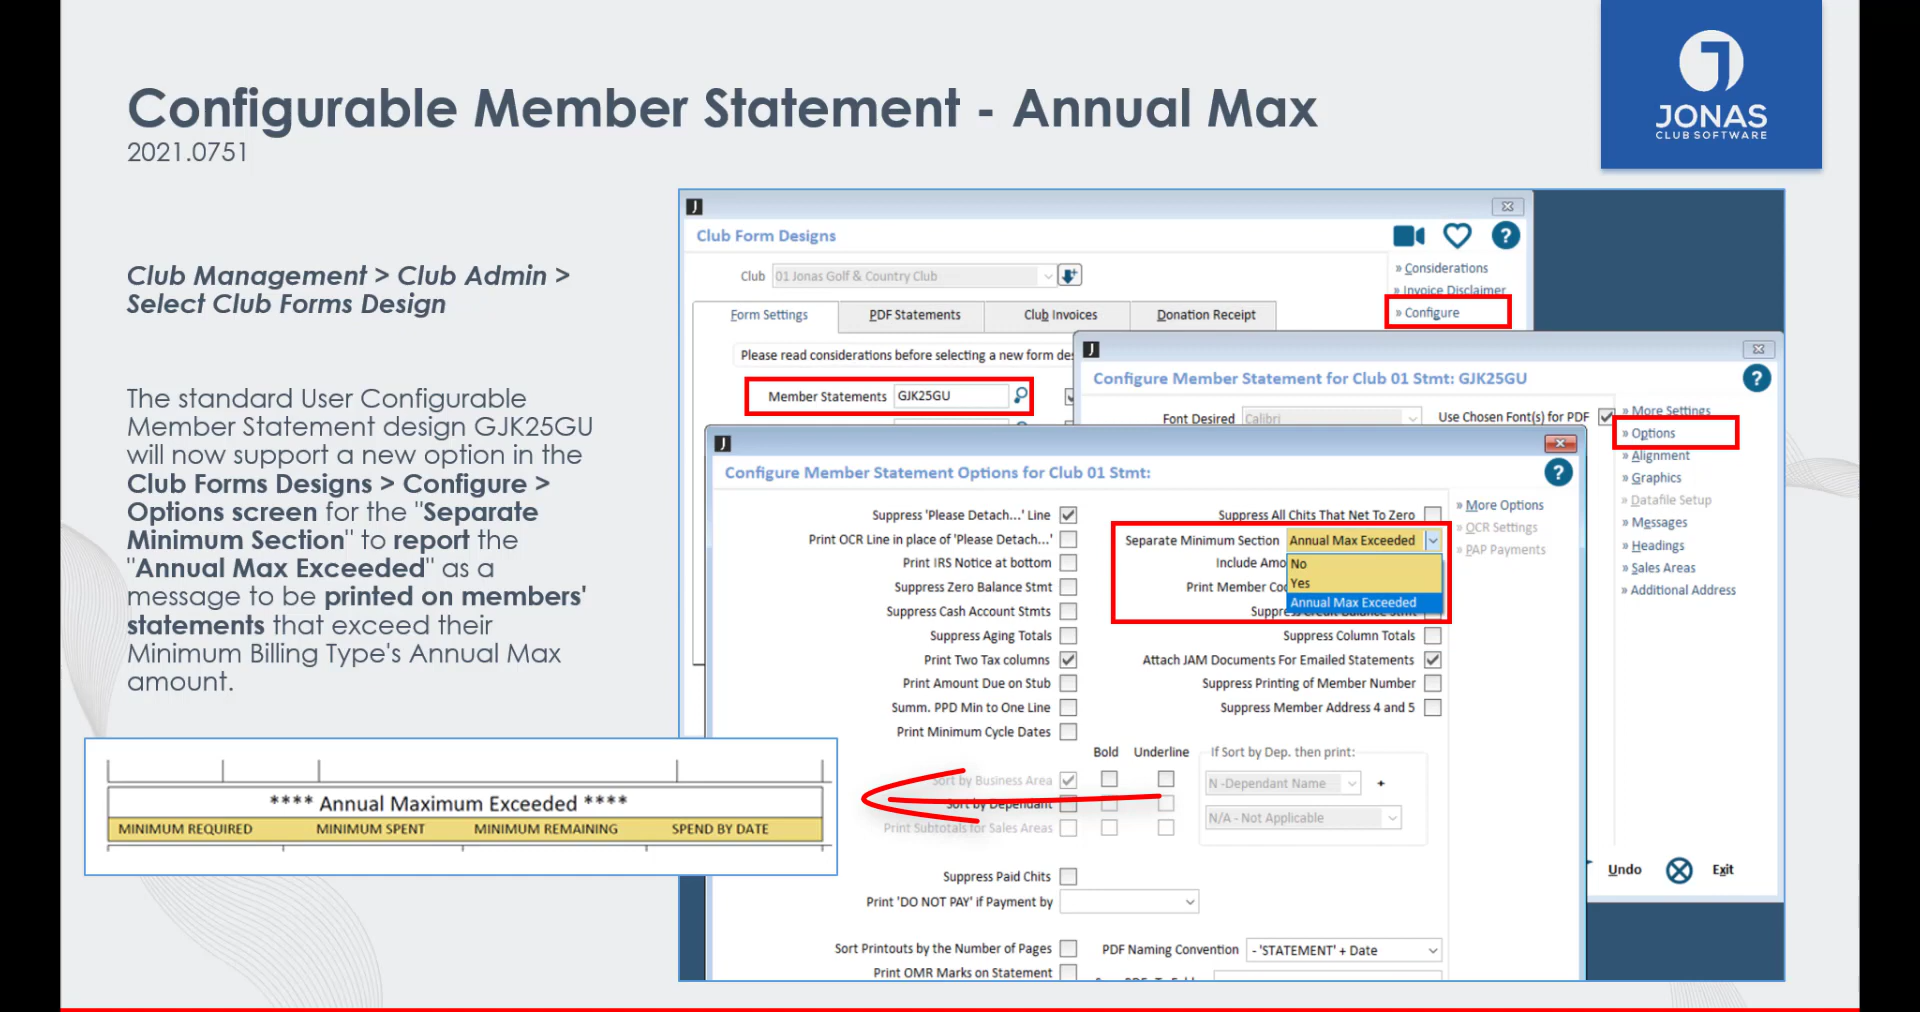 Configurable Member Statement - Annual Max
2021.0751
JONAS
CLUB SOFTWARE
Club Management > Club Admin >
Select Club Forms Design
The standard User Configurable
Member Statement design GJK25GU
will now support a new option in the
Club Forms Designs > Configure >
Options screen for the "Separate
Minimum Section" to report the
"Annual Max Exceeded" as a
message to be printed on members'
statements that exceed their
Minimum Billing Type's Annual Max
amount.
**** Annual Maximum Exceeded ****
MINIMUM REQUIRED MINIMUM SPENT MINIMUM REMAINING SPEND BY DATE
Club Form Designs
Club 01 Jonas Golf & Country Club
» Considerations
» Invoice Disclaimer
» Configure
Form Settings PDF Statements Club Invoices Donation Receipt
Please read considerations before selecting a new form des
Member Statements GJK25GU
Configure Member Statement for Club 01 Stmt: GJK25GU
Font Desired Calibri Use Chosen Font(s) for PDF
» More Settings
» Options
» Alignment
» Graphics
» Datafile Setup
» Messages
» Headings
» Sales Areas
» Additional Address
Undo Exit
Configure Member Statement Options for Club 01 Stmt:
» More Options
» OCR Settings
» PAP Payments
Suppress 'Please Detach...' Line Suppress All Chits That Net To Zero
Print OCR Line in place of 'Please Detach...' Separate Minimum Section Annual Max Exceeded
Print IRS Notice at bottom Include Amo No
Suppress Zero Balance Stmt Print Member Co Yes
Annual Max Exceeded
Suppress Cash Account Stmts Suppress Credit Balance Stmt
Suppress Aging Totals Suppress Column Totals
Print Two Tax columns Attach JAM Documents For Emailed Statements
Print Amount Due on Stub Suppress Printing of Member Number
Summ. PPD Min to One Line Suppress Member Address 4 and 5
Print Minimum Cycle Dates
Bold Underline If Sort by Dep. then print:
Sort by Business Area N -Dependant Name +
Sort by Dependant
N/A - Not Applicable
Print Subtotals for Sales Areas
Suppress Paid Chits
Print 'DO NOT PAY' if Payment by
Sort Printouts by the Number of Pages PDF Naming Convention - 'STATEMENT' + Date
Print OMR Marks on Statement